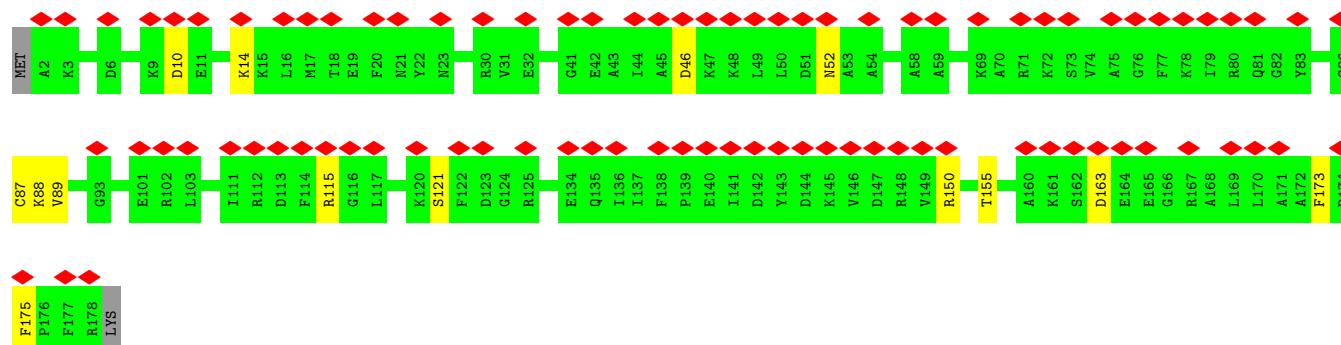 MET A2 K3 D6 K9 D10 E11 K14 K15 L16 M17 T18 E19 F20 N21 Y22 N23 R30 V31 E32 G41 E42 A43 I44 A45 D46 K47 K48 L49 L50 D51 N52 A53 A54 A58 A59 K69 A70 R71 K72 S73 V74 A75 G76 F77 K78 I79 R80 Q81 G82 Y83
C87 K88 V89 G93 E101 R102 L103 I111 R112 D113 F114 R115 G116 L117 K120 S121 F122 D123 G124 R125 E134 Q135 I136 I137 F138 P139 E140 I141 D142 Y143 D144 K145 V146 D147 R148 V149 R150 T155 A160 K161 S162 D163 E164 E165 G166 R167 A168 L169 L170 A171 A172 F173
F175 P176 F177 R178 LYS